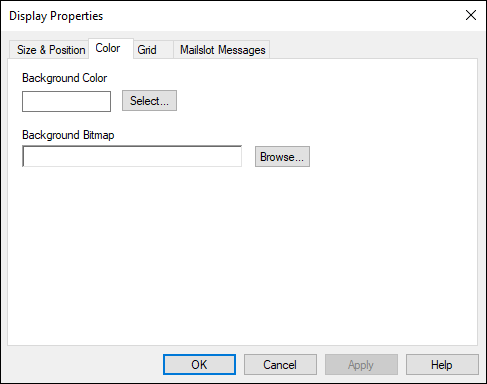 Display Properties
Size & Position Color Grid Mailslot Messages
Background Color
Select...
Background Bitmap
Browse...
OK Cancel Apply Help